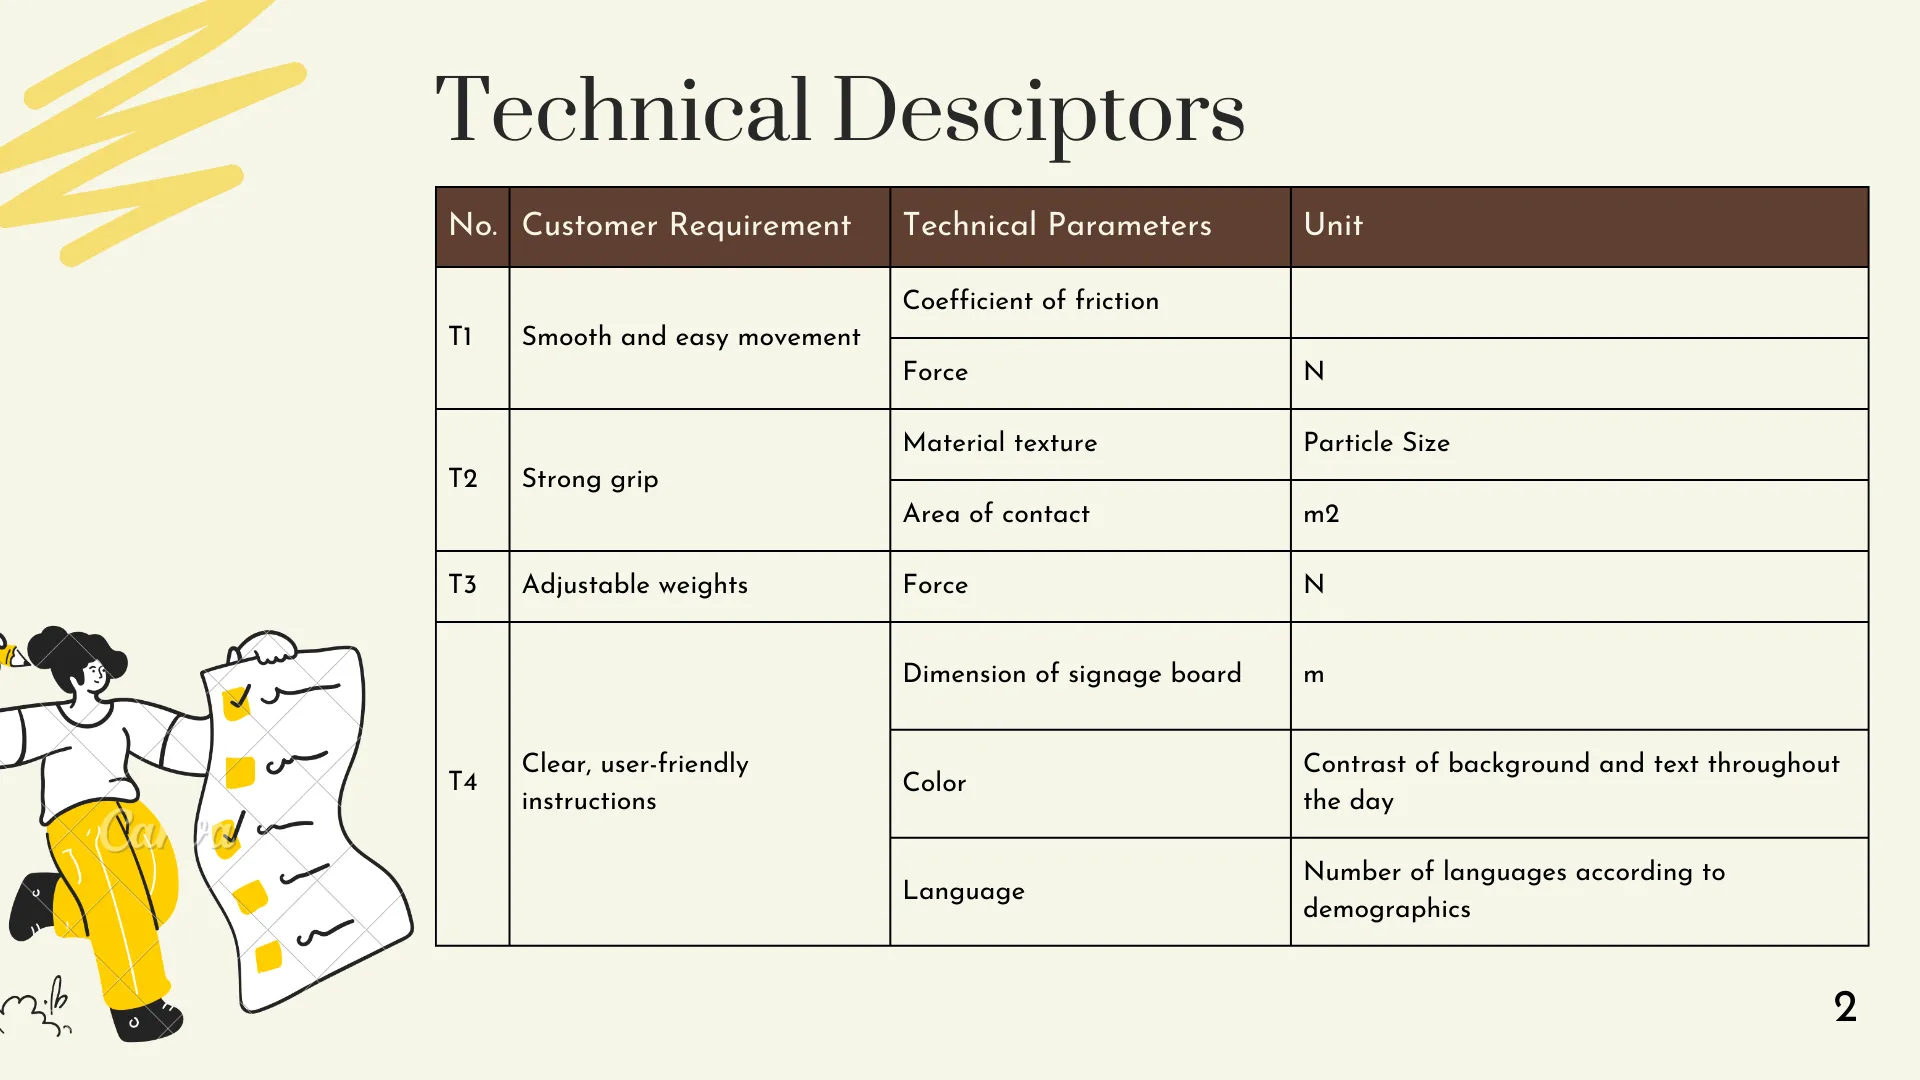 Technical Desciptors
No. Customer Requirement Technical Parameters Unit
T1 Smooth and easy movement Coefficient of friction
Force N
T2 Strong grip Material texture Particle Size
Area of contact m2
T3 Adjustable weights Force N
T4 Clear, user-friendly
instructions
Dimension of signage board m
Color Contrast of background and text throughout
the day
Language Number of languages according to
demographics
Canva
2